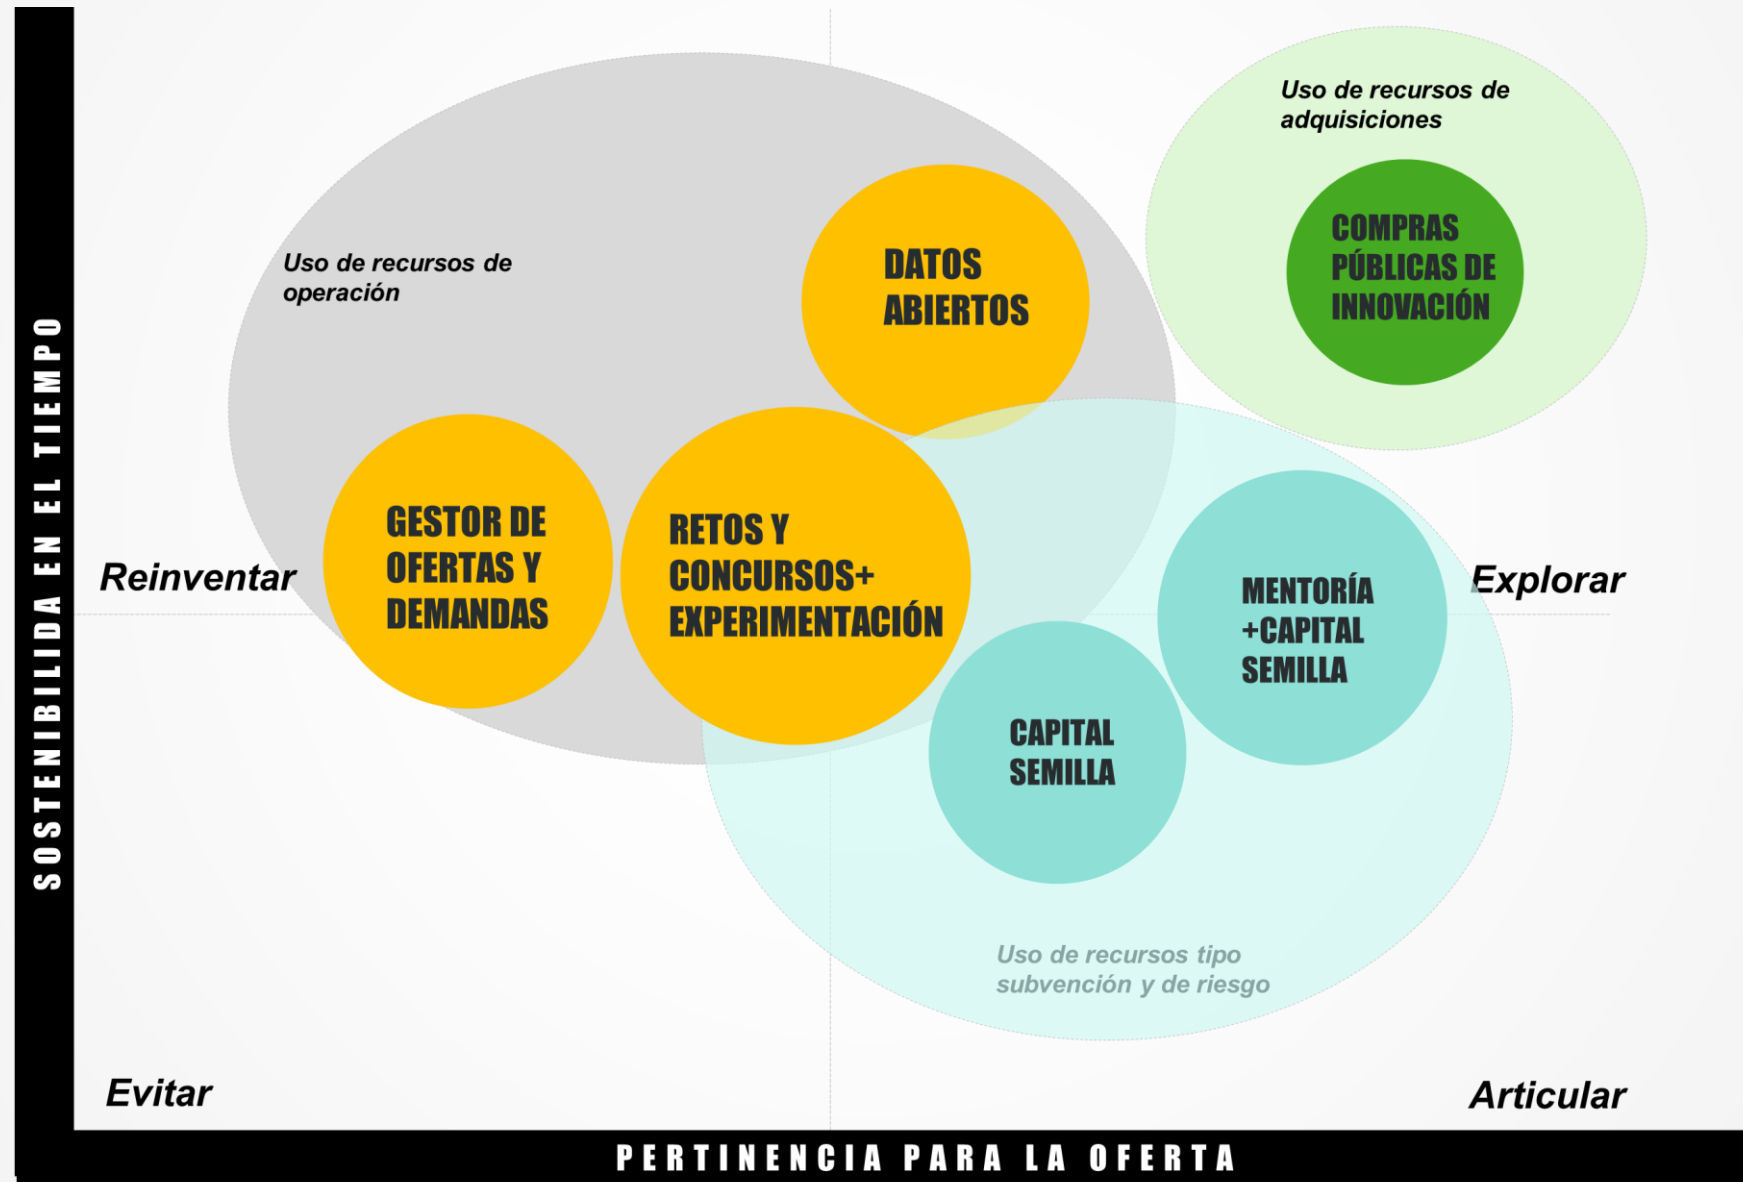 Uso de recursos de
adquisiciones
COMPRAS
PÚBLICAS DE
INNOVACIÓN
Uso de recursos de
operación
DATOS
ABIERTOS
GESTOR DE
OFERTAS Y
DEMANDAS
RETOS Y
CONCURSOS+
EXPERIMENTACIÓN
MENTORÍA
+CAPITAL
SEMILLA
CAPITAL
SEMILLA
Uso de recursos tipo
subvención y de riesgo
Reinventar
Explorar
Evitar
Articular
SOSTENIBILIDA EN EL TIEMPO
PERTINENCIA PARA LA OFERTA